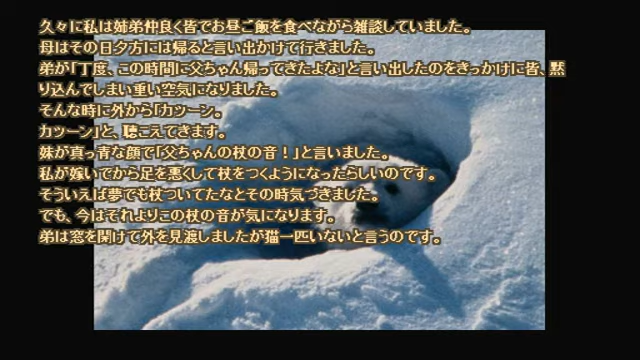 久々に私は姉弟仲良く皆でお昼ご飯を食べながら雑談していました。
母はその日夕方には帰ると言い出かけて行きました。
弟が「丁度、この時間に父ちゃん帰ってきたよな」と言い出したのをきっかけに皆、黙
り込んでしまい重い空気になりました。
そんな時に外から「カツーン。
カツーン」と、聴こえてきます。
妹が真っ青な顔で「父ちゃんの杖の音！」と言いました。
私が嫁いでから足を悪くして杖をつくようになったらしいのです。
そういえば夢でも杖ついてたなとその時気づきました。
でも、今はそれよりこの杖の音が気になります。
弟は窓を開けて外を見渡しましたが猫一匹いないと言うのです。